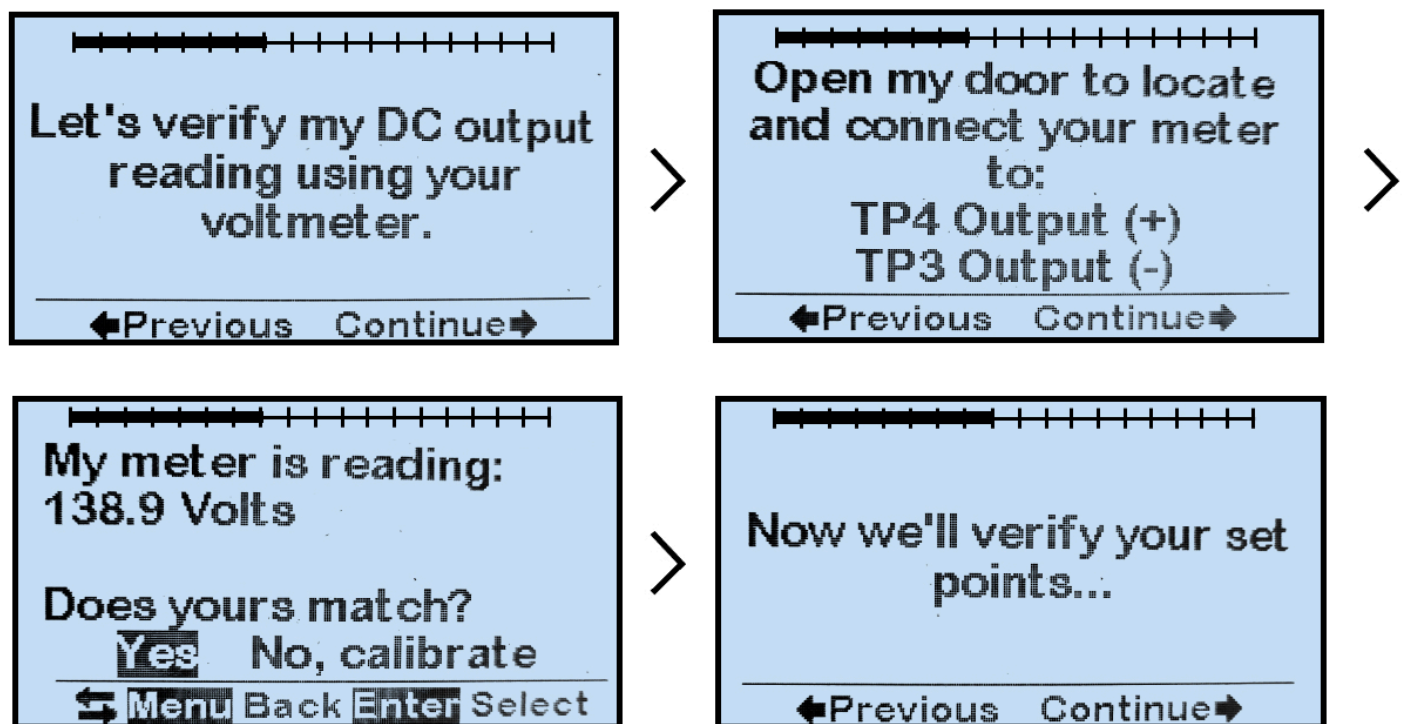 Let's verify my DC output
reading using your
voltmeter.
←Previous Continue→
Open my door to locate
and connect your meter
to:
TP4 Output (+)
TP3 Output (-)
←Previous Continue→
My meter is reading:
138.9 Volts
Does yours match?
Yes No, calibrate
⇆ Menu Back Enter Select
Now we'll verify your set
points...
←Previous Continue→